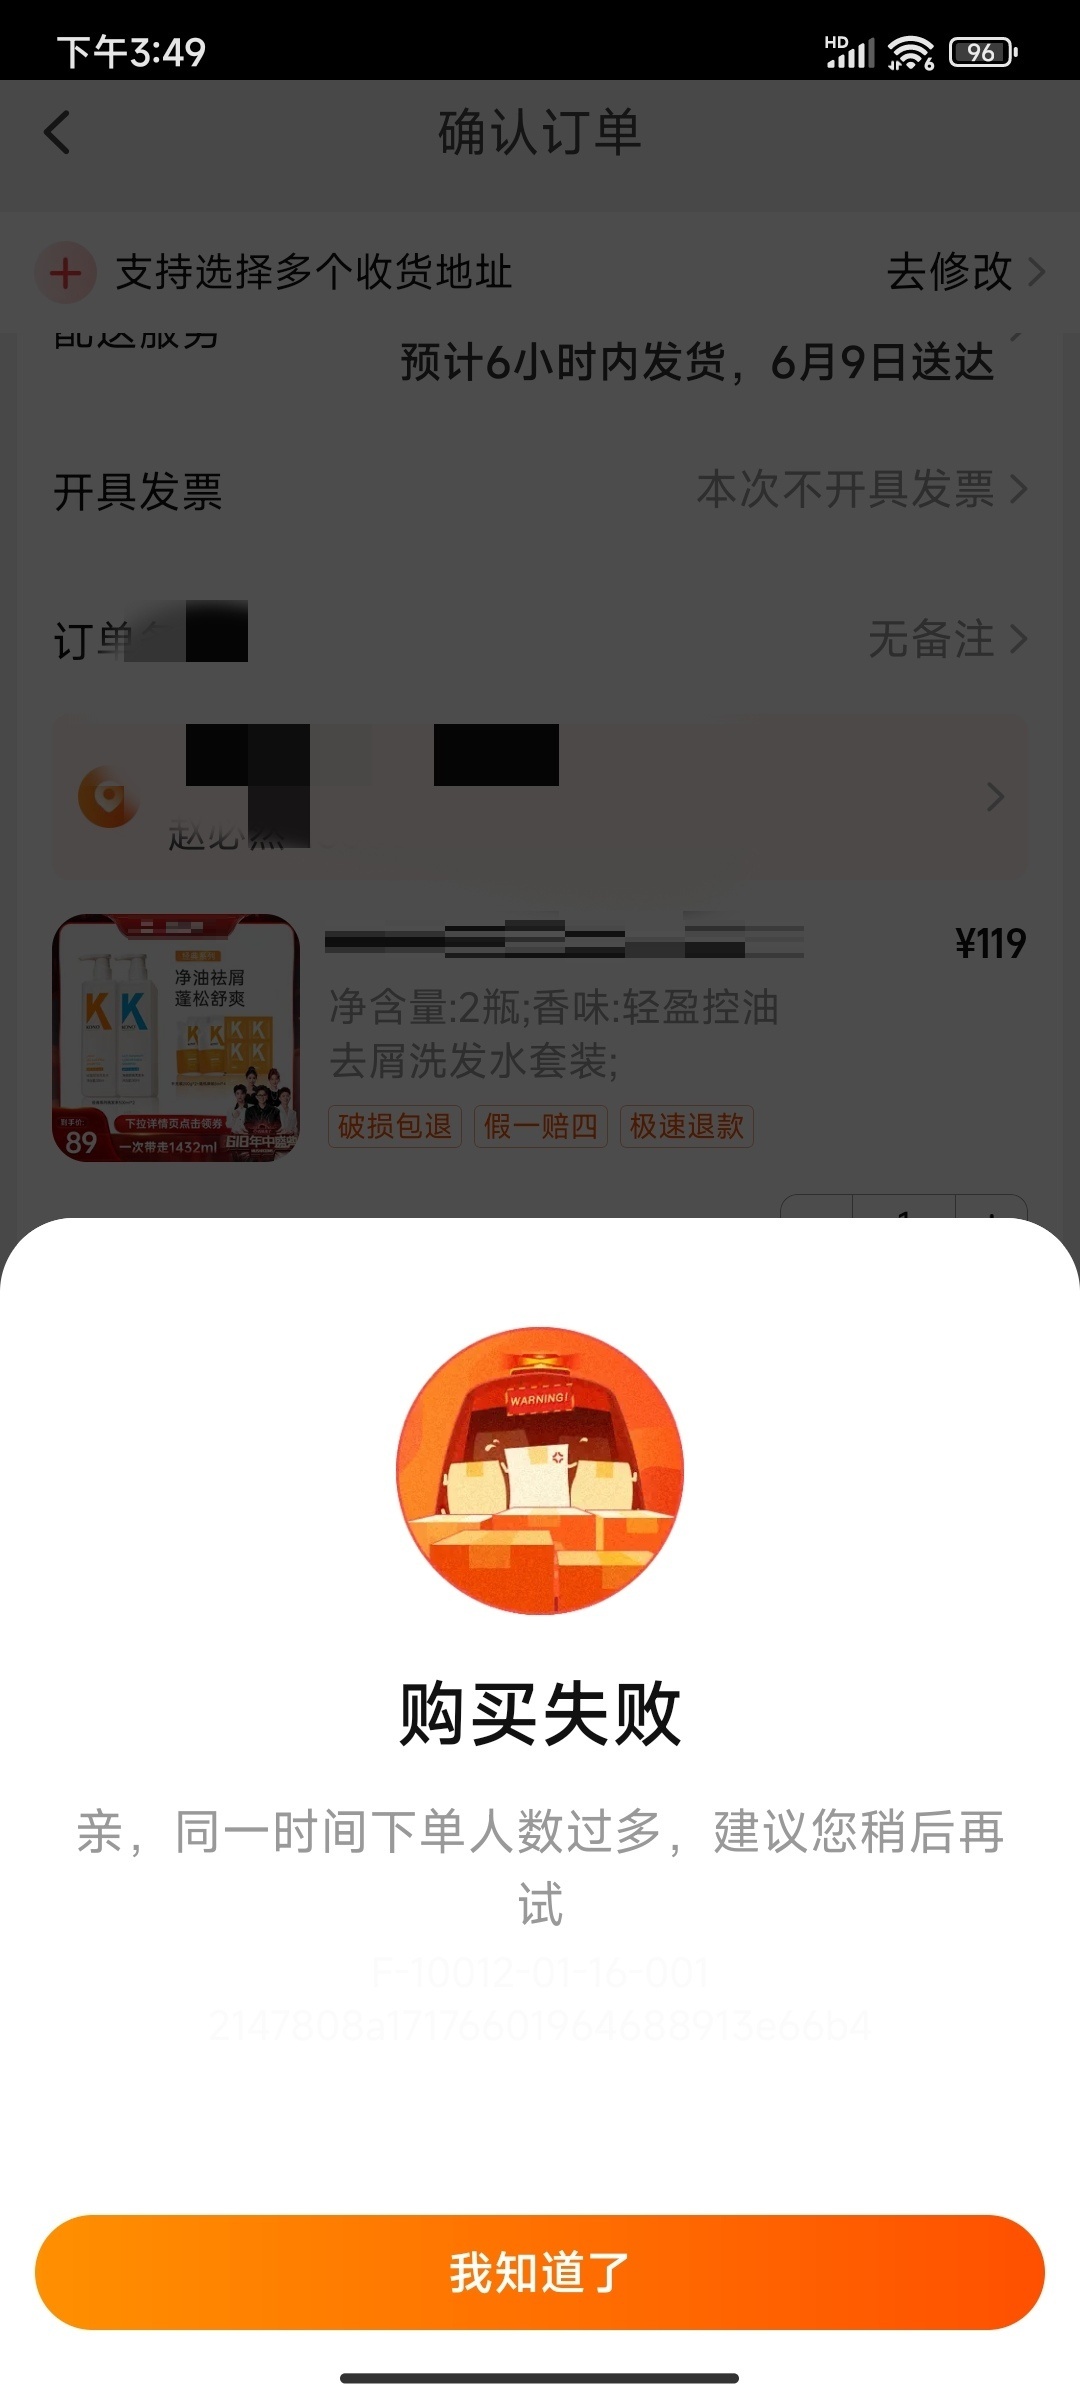 下午3:49
HD
6
96
确认订单
支持选择多个收货地址
去修改
配送服务
预计6小时内发货，6月9日送达
开具发票
本次不开具发票
订单
无备注
¥119
净油祛屑
蓬松舒爽
净含量:2瓶;香味:轻盈控油
去屑洗发水套装;
破损包退
假一赔四
极速退款
到手价:
89
下拉详情页点击领券
一次带走1432ml
618年中盛典
1
WARNING!
购买失败
亲，同一时间下单人数过多，建议您稍后再
试
F-10012-01-16-001
2147808a17176601964688913e66b4
我知道了